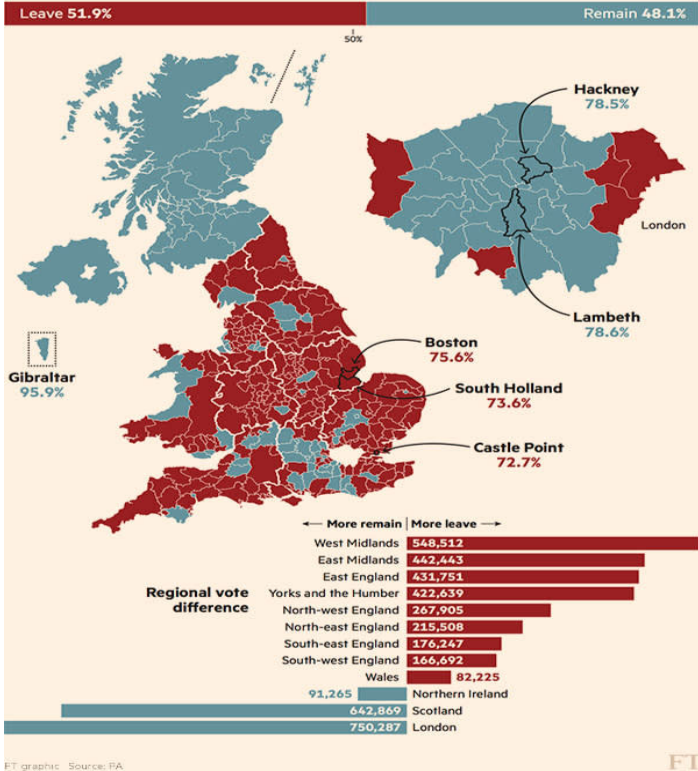 Leave 51.9% Remain 48.1%
50%
Hackney
78.5%
London
Lambeth
78.6%
Boston
75.6%
South Holland
73.6%
Gibraltar
95.9%
Castle Point
72.7%
← More remain More leave →
Regional vote
difference
West Midlands 548,512
East Midlands 442,443
East England 431,751
Yorks and the Humber 422,639
North-west England 267,905
North-east England 215,508
South-east England 176,247
South-west England 166,692
Wales 82,225
91,265 Northern Ireland
642,869 Scotland
750,287 London
FT graphic Source: PA
FT